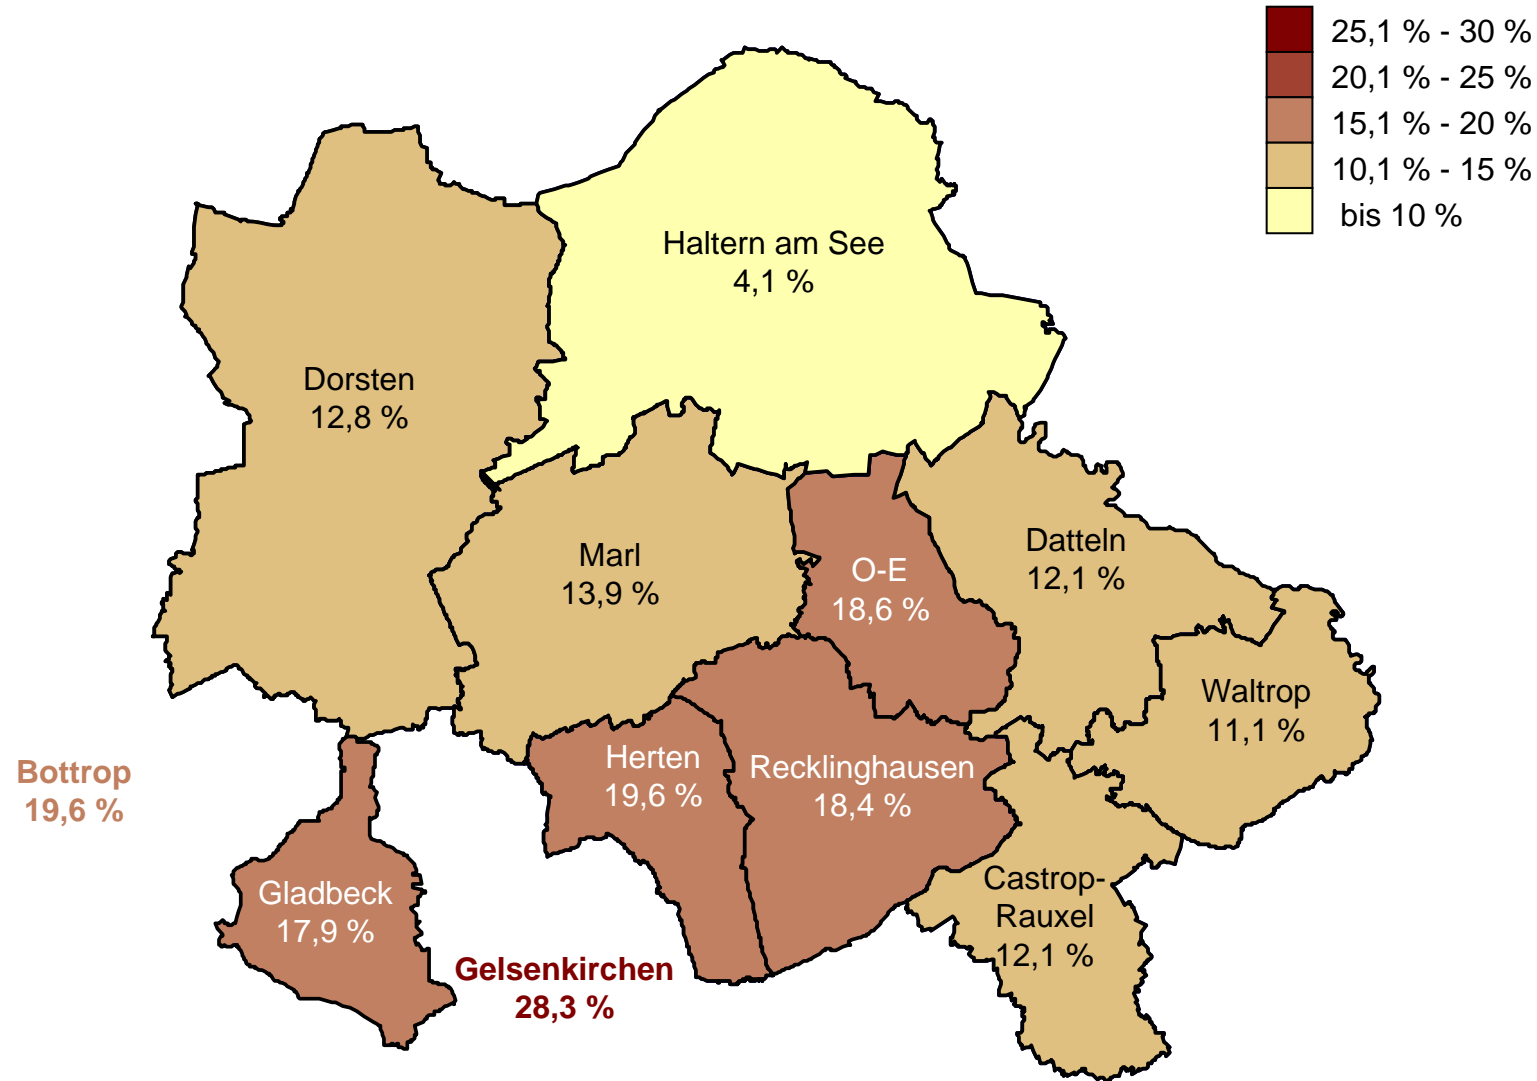 25,1 % - 30 %
20,1 % - 25 %
15,1 % - 20 %
10,1 % - 15 %
bis 10 %
Haltern am See
4,1 %
Dorsten
12,8 %
Marl
13,9 %
O-E
18,6 %
Datteln
12,1 %
Waltrop
11,1 %
Bottrop
19,6 %
Herten
19,6 %
Recklinghausen
18,4 %
Gladbeck
17,9 %
Castrop-
Rauxel
12,1 %
Gelsenkirchen
28,3 %